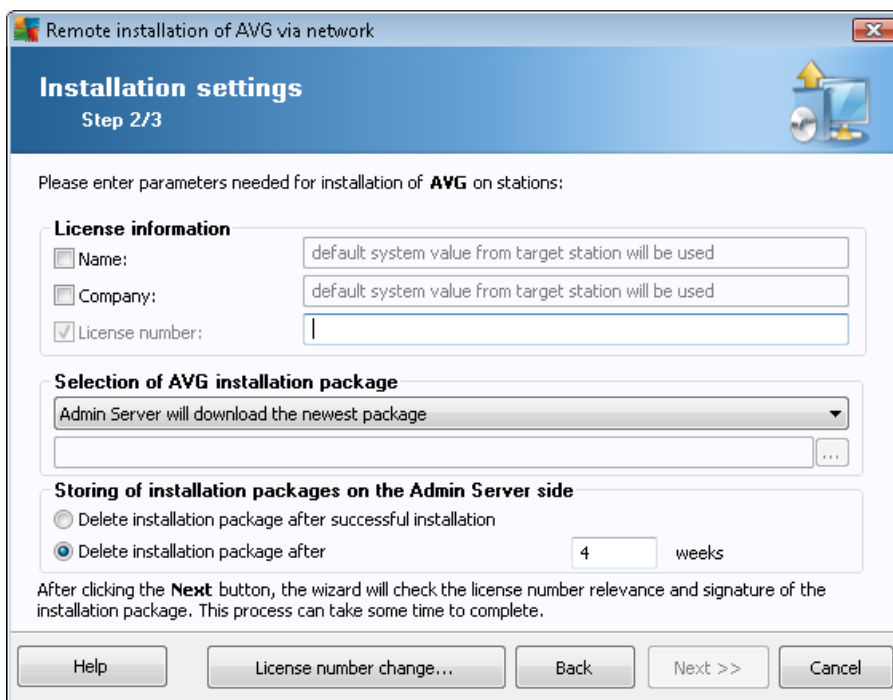 Remote installation of AVG via network
Installation settings
Step 2/3
Please enter parameters needed for installation of AVG on stations:
License information
Name: default system value from target station will be used
Company: default system value from target station will be used
License number:
Selection of AVG installation package
Admin Server will download the newest package
...
Storing of installation packages on the Admin Server side
Delete installation package after successful installation
Delete installation package after 4 weeks
After clicking the Next button, the wizard will check the license number relevance and signature of the
installation package. This process can take some time to complete.
Help License number change... Back Next >> Cancel